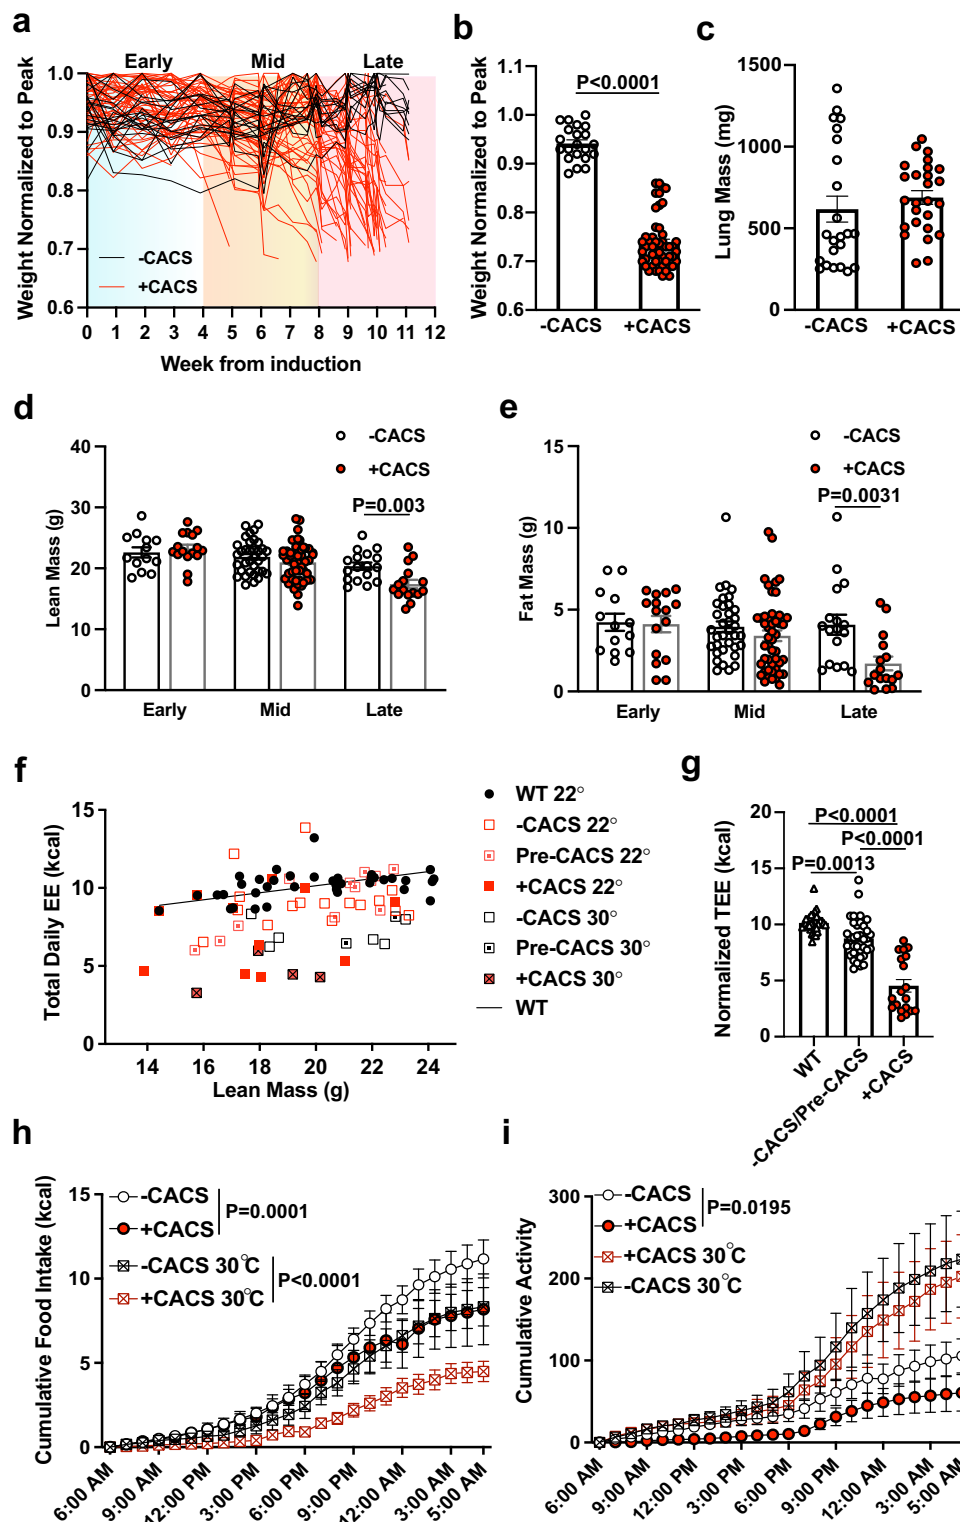 a
Early Mid Late
Weight Normalized to Peak
1.0
0.9
0.8
0.7
0.6
-CACS
+CACS
0 1 2 3 4 5 6 7 8 9 10 11 12
Week from induction
b
Weight Normalized to Peak
1.1
1.0
0.9
0.8
0.7
0.6
P<0.0001
-CACS +CACS
c
Lung Mass (mg)
1500
1000
500
0
-CACS +CACS
d
Lean Mass (g)
40
30
20
10
0
-CACS
+CACS
P=0.003
Early Mid Late
e
Fat Mass (g)
15
10
5
0
-CACS
+CACS
P=0.0031
Early Mid Late
f
Total Daily EE (kcal)
15
10
5
0
14 16 18 20 22 24
Lean Mass (g)
WT 22°
-CACS 22°
Pre-CACS 22°
+CACS 22°
-CACS 30°
Pre-CACS 30°
+CACS 30°
WT
g
Normalized TEE (kcal)
20
15
10
5
0
P<0.0001
P<0.0001
P=0.0013
WT
-CACS/Pre-CACS
+CACS
h
Cumulative Food Intake (kcal)
15
10
5
0
-CACS
+CACS
P=0.0001
-CACS 30°C
+CACS 30°C
P<0.0001
6:00 AM
9:00 AM
12:00 PM
3:00 PM
6:00 PM
9:00 PM
12:00 AM
3:00 AM
5:00 AM
i
Cumulative Activity
300
200
100
0
-CACS
+CACS
P=0.0195
+CACS 30°C
-CACS 30°C
6:00 AM
9:00 AM
12:00 PM
3:00 PM
6:00 PM
9:00 PM
12:00 AM
3:00 AM
5:00 AM